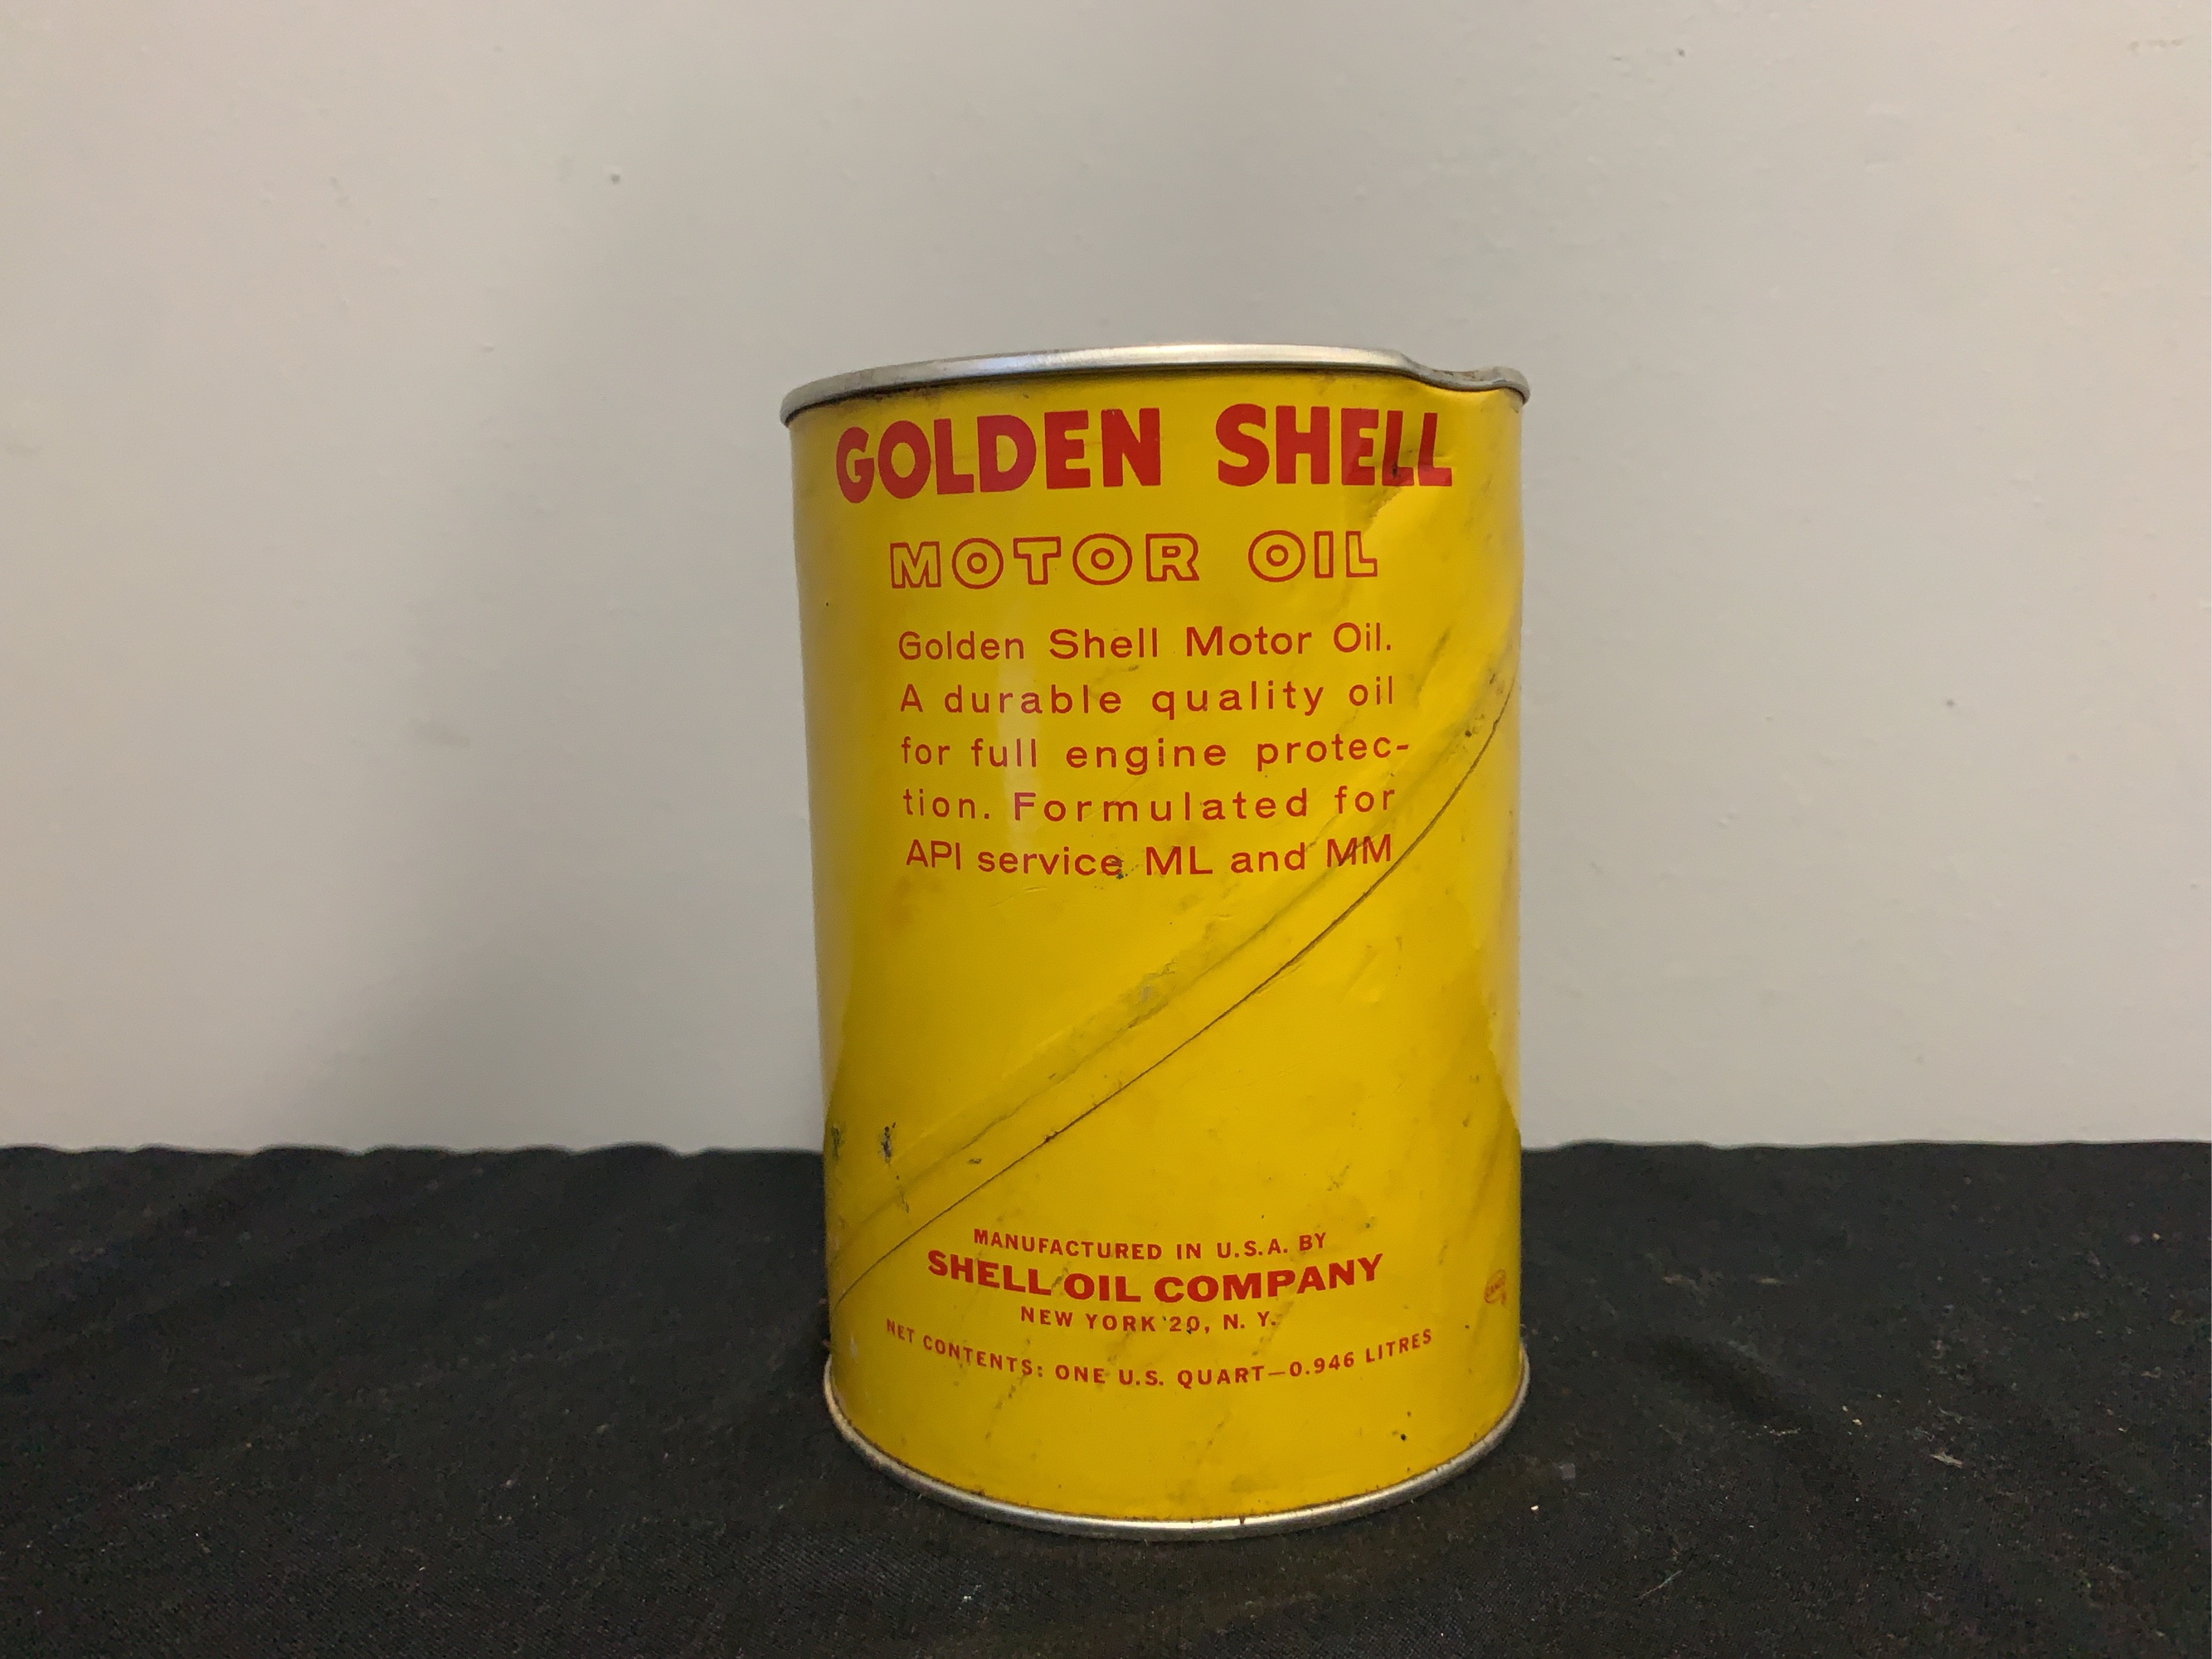 GOLDEN SHELL
MOTOR OIL
Golden Shell Motor Oil.
A durable quality oil
for full engine protec-
tion. Formulated for
API service ML and MM
MANUFACTURED IN U.S.A. BY
SHELL OIL COMPANY
NEW YORK 20, N. Y.
NET CONTENTS: ONE U.S. QUART—0.946 LITRES